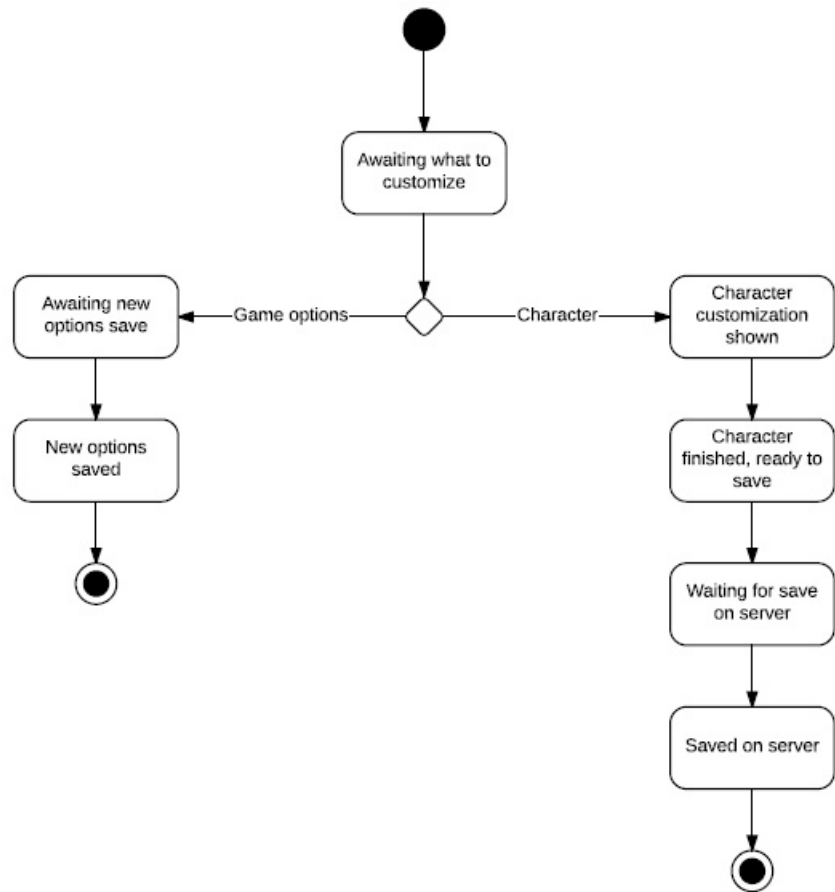 Awaiting what to
customize
Awaiting new
options save
Game options
Character
Character
customization
shown
New options
saved
Character
finished, ready to
save
Waiting for save
on server
Saved on server